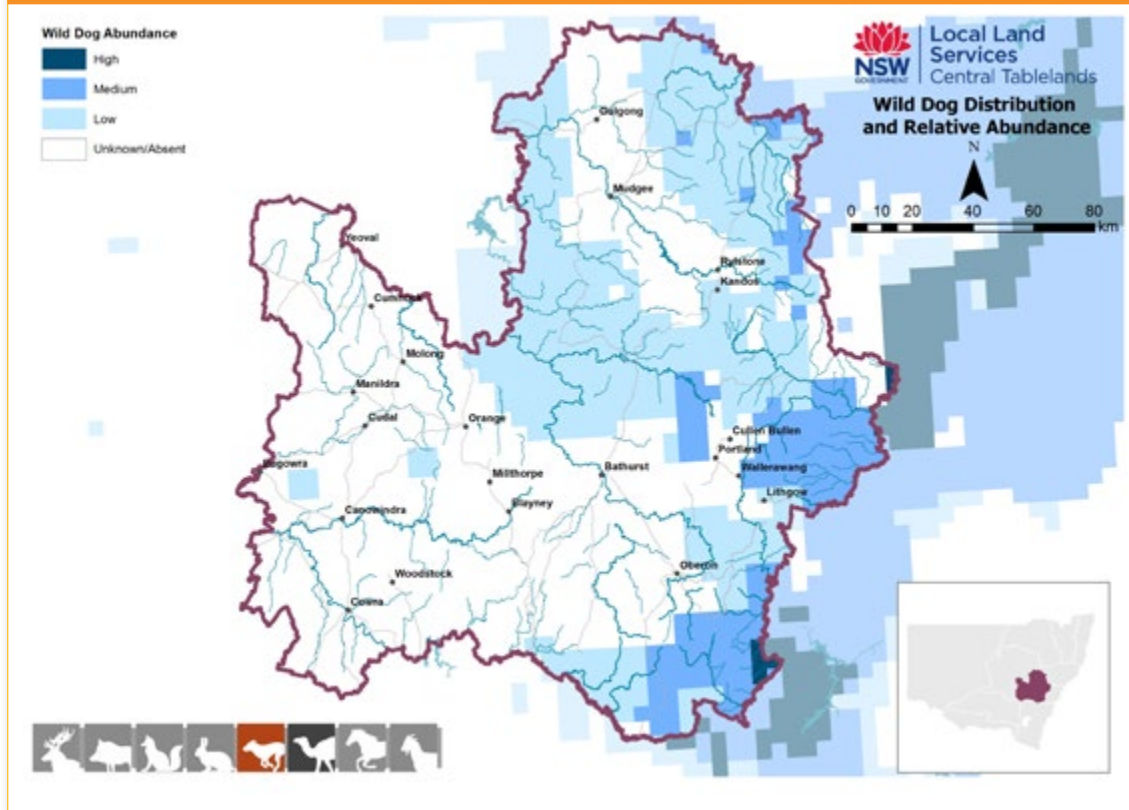 Wild Dog Abundance
High
Medium
Low
Unknown/Absent
NSW
GOVERNMENT
Local Land
Services
Central Tablelands
Wild Dog Distribution
and Relative Abundance
N
0 10 20 40 60 80
km
Gulgong
Mudgee
Yeoval
Rylstone
Kandos
Cumnock
Molong
Manildra
Cudal
Orange
Cullen Bullen
Portland
Eugowra
Millthorpe
Bathurst
Wallerawang
Lithgow
Canowindra
Blayney
Woodstock
Oberon
Cowra